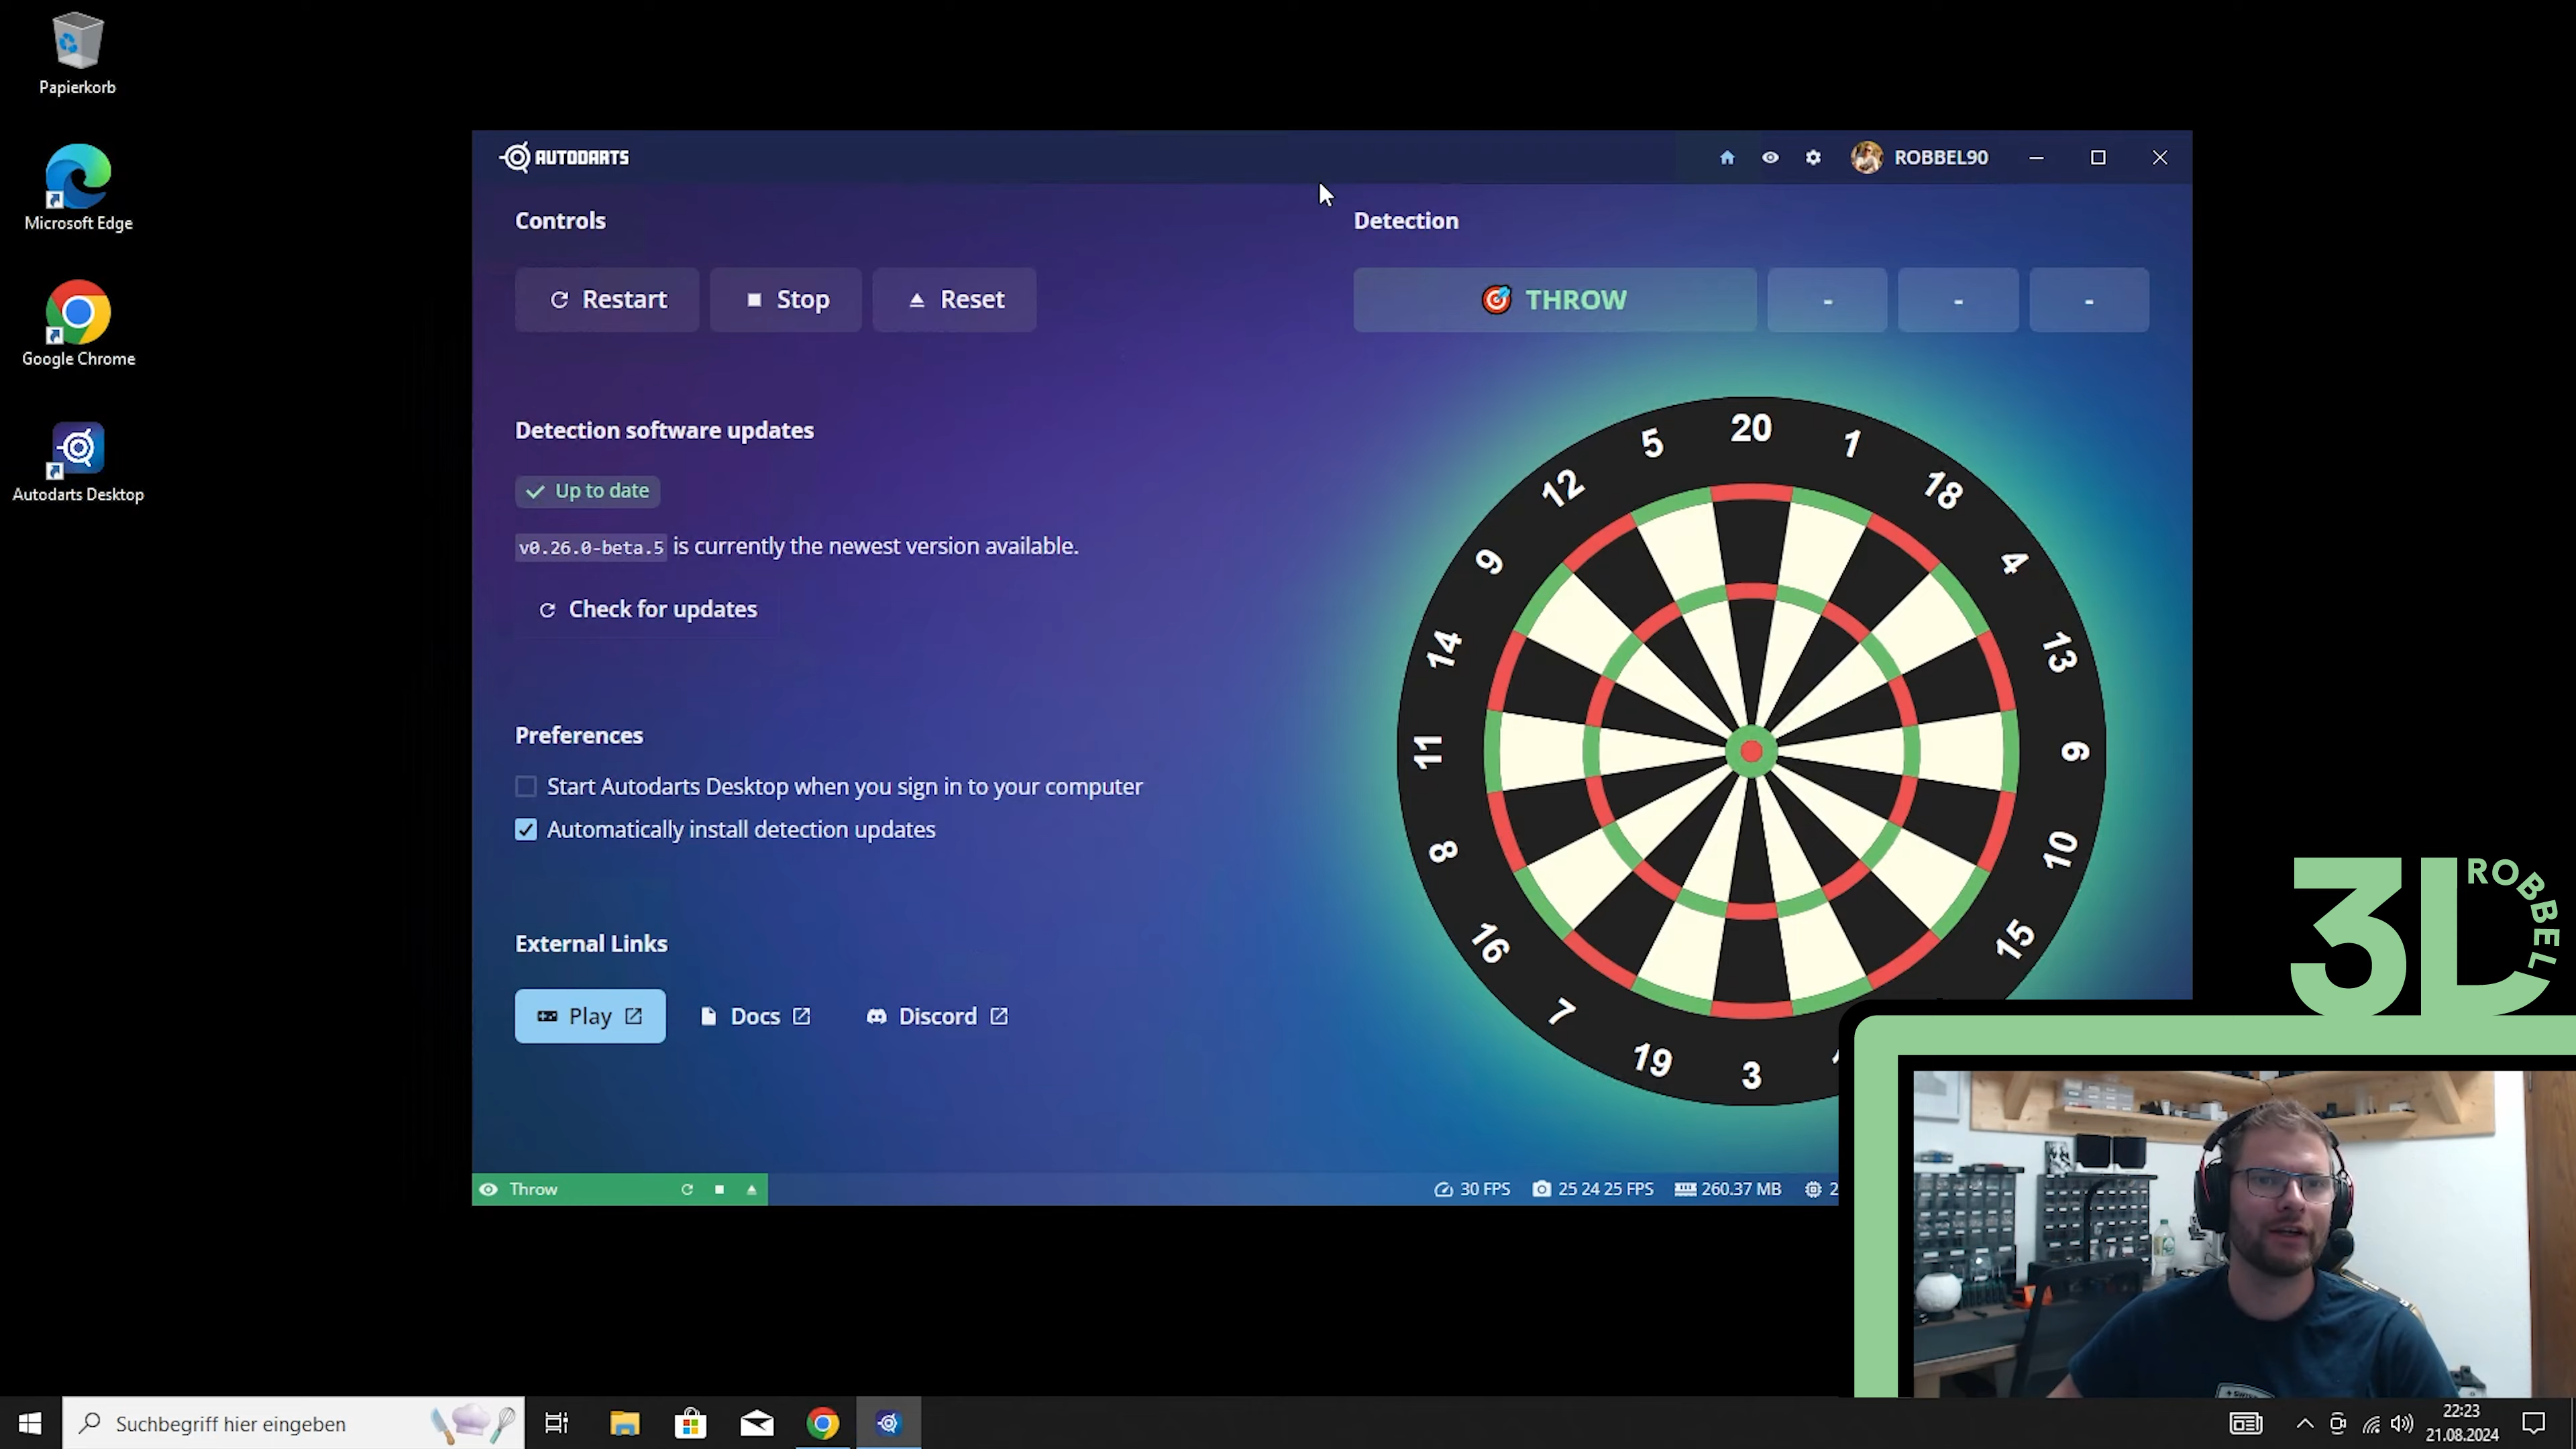 Papierkorb
Microsoft Edge
Google Chrome
Autodarts Desktop
AUTODARTS
ROBBEL90
Controls
Restart
Stop
Reset
Detection software updates
Up to date
v0.26.0-beta.5 is currently the newest version available.
Check for updates
Preferences
Start Autodarts Desktop when you sign in to your computer
Automatically install detection updates
External Links
Play
Docs
Discord
Detection
THROW
-
-
-
20
1
18
4
13
6
10
15
3
19
7
16
8
11
14
9
12
5
Throw
30 FPS
25 24 25 FPS
260.37 MB
3D
ROBBEL
Suchbegriff hier eingeben
22:23
21.08.2024